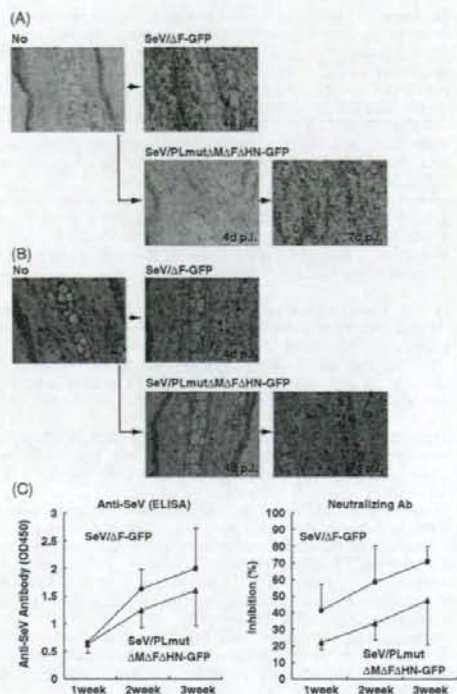 (A)
No
SeV/ΔF-GFP
4d p.i.
SeV/PLmutΔMΔFΔHN-GFP
4d p.i.
7d p.i.
(B)
No
SeV/ΔF-GFP
4d p.i.
SeV/PLmutΔMΔFΔHN-GFP
4d p.i.
7d p.i.
(C)
Anti-SeV (ELISA)
Anti-SeV Antibody (OD450)
2.5
2
1.5
1
0.5
0
SeV/ΔF-GFP
SeV/PLmut
ΔMΔFΔHN-GFP
1week 2week 3week
Neutralizing Ab
Inhibition (%)
100
90
80
70
60
50
40
30
20
10
0
SeV/ΔF-GFP
SeV/PLmut
ΔMΔFΔHN-GFP
1week 2week 3week